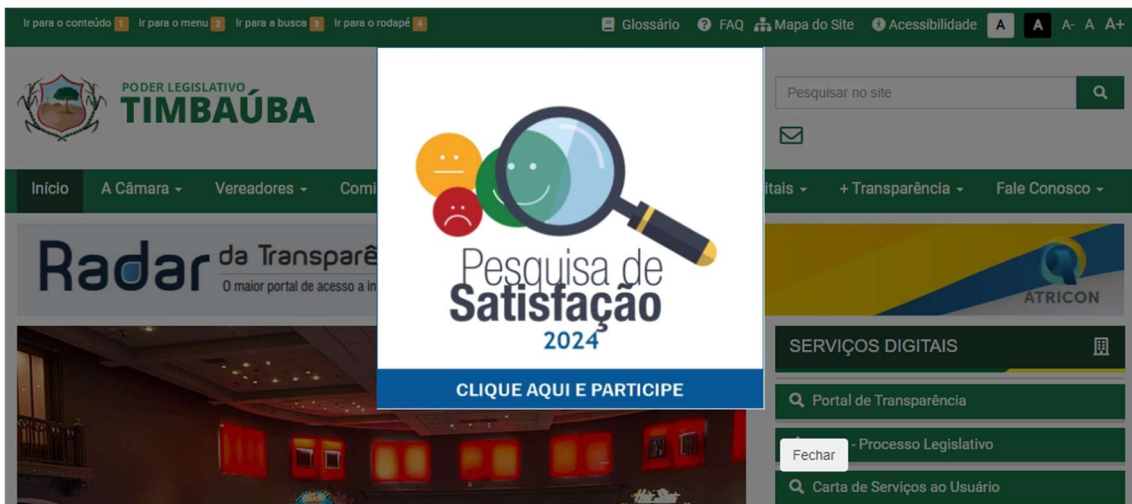 Ir para o conteúdo 1 Ir para o menu 2 Ir para a busca 3 Ir para o rodapé 4 Glossário FAQ Mapa do Site Acessibilidade A A A- A A+
PODER LEGISLATIVO
TIMBAÚBA
Pesquisar no site
Início A Câmara Vereadores Comi itais + Transparência Fale Conosco
Radar da Transparê
O maior portal de acesso a in
ATRICON
Pesquisa de
Satisfação
2024
CLIQUE AQUI E PARTICIPE
SERVIÇOS DIGITAIS
Portal de Transparência
- Processo Legislativo
Fechar
Carta de Serviços ao Usuário